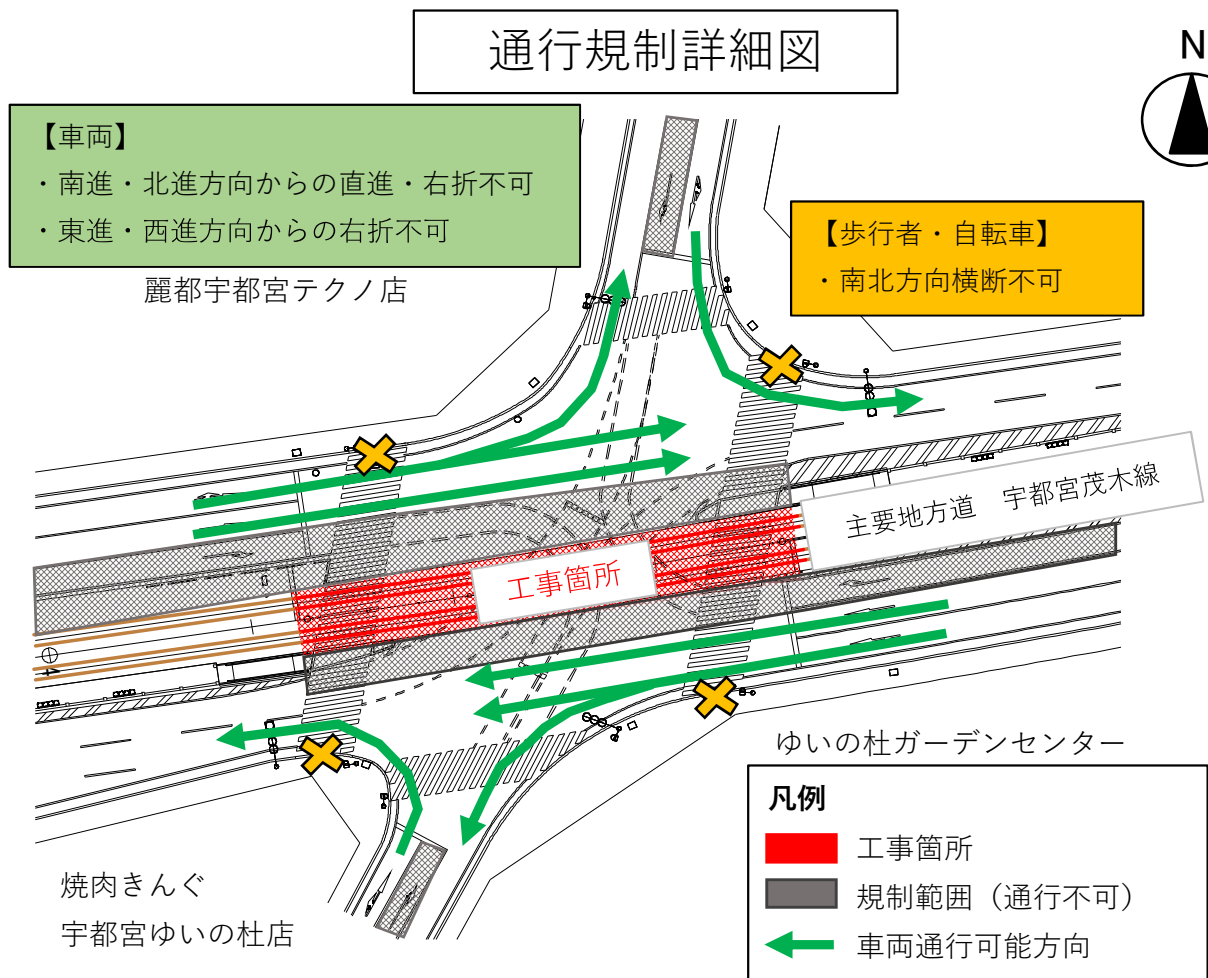 通行規制詳細図
N
【車両】
・南進・北進方向からの直進・右折不可
・東進・西進方向からの右折不可
【歩行者・自転車】
・南北方向横断不可
麗都宇都宮テクノ店
主要地方道　宇都宮茂木線
工事箇所
ゆいの杜ガーデンセンター
焼肉きんぐ
宇都宮ゆいの杜店
凡例
工事箇所
規制範囲（通行不可）
車両通行可能方向